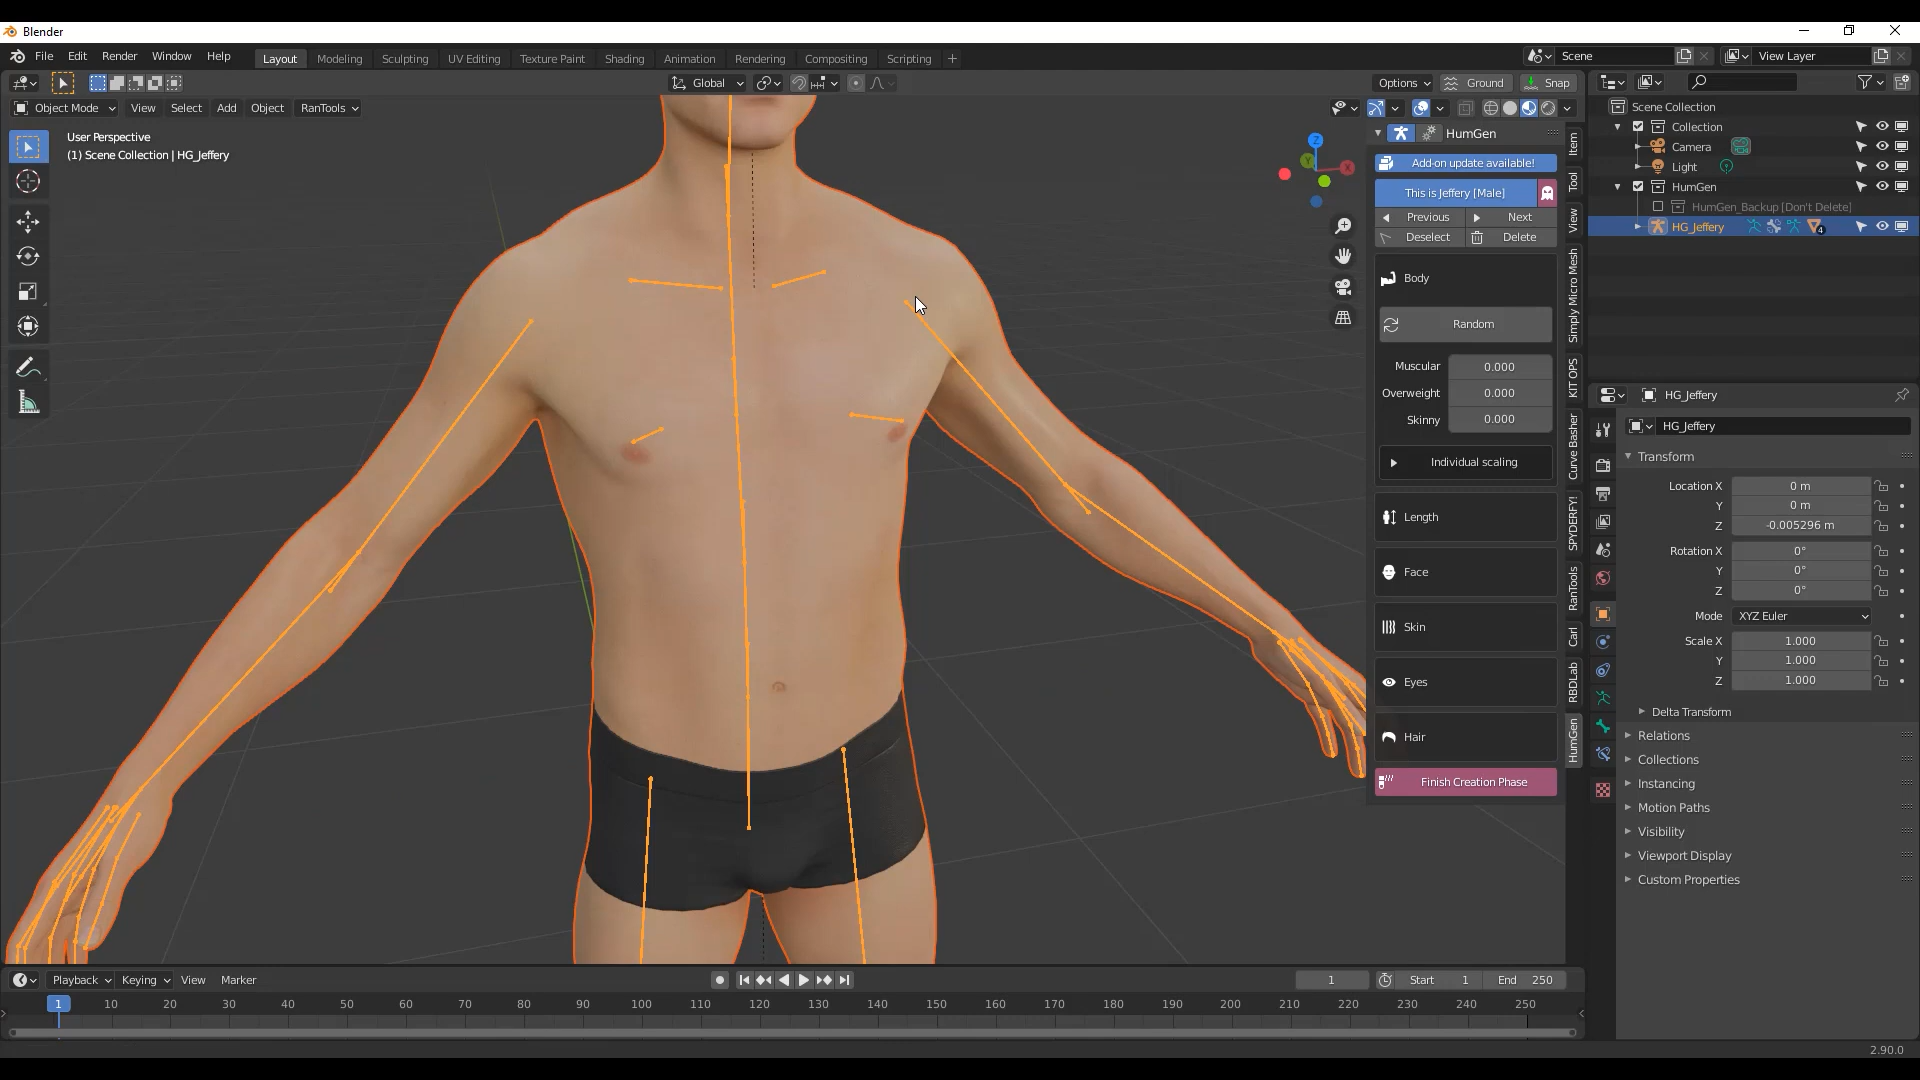 Blender
File Edit Render Window Help Layout Modeling Sculpting UV Editing Texture Paint Shading Animation Rendering Compositing Scripting + Scene View Layer
Global Options Ground Snap
Object Mode View Select Add Object RanTools
User Perspective
(1) Scene Collection | HG_Jeffery
Z
Y
X
HumGen
Add-on update available!
This is Jeffery [Male]
Previous Next
Deselect Delete
Body
Random
Muscular 0.000
Overweight 0.000
Skinny 0.000
Individual scaling
Length
Face
Skin
Eyes
Hair
Finish Creation Phase
Item
Tool
View
Simply Micro Mesh
KIT OPS
Curve Basher
SPYDERFY!
RanTools
Carl
RBDLab
HumGen
Scene Collection
Collection
Camera
Light
HumGen
HumGen_Backup [Don't Delete]
HG_Jeffery 4
HG_Jeffery
HG_Jeffery
Transform
Location X 0 m
Y 0 m
Z -0.005296 m
Rotation X 0°
Y 0°
Z 0°
Mode XYZ Euler
Scale X 1.000
Y 1.000
Z 1.000
Delta Transform
Relations
Collections
Instancing
Motion Paths
Visibility
Viewport Display
Custom Properties
Playback Keying View Marker 1 Start 1 End 250
1 10 20 30 40 50 60 70 80 90 100 110 120 130 140 150 160 170 180 190 200 210 220 230 240 250
2.90.0